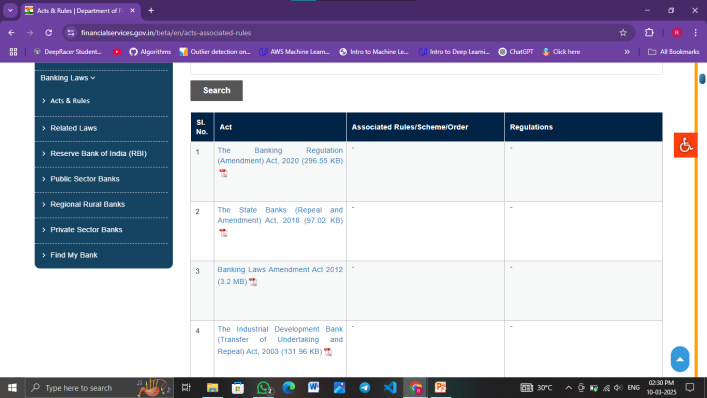 Acts & Rules | Department of F
financialservices.gov.in/beta/en/acts-associated-rules
DeepRacer Student...
Algorithms
Outlier detection on...
AWS Machine Learn...
Intro to Machine Le...
Intro to Deep Learni...
ChatGPT
Click here
»
All Bookmarks
Banking Laws
Acts & Rules
Related Laws
Reserve Bank of India (RBI)
Public Sector Banks
Regional Rural Banks
Private Sector Banks
Find My Bank
Search
Sl. No.
Act
Associated Rules/Scheme/Order
Regulations
1
The Banking Regulation
(Amendment) Act, 2020 (296.55 KB)
-
-
2
The State Banks (Repeal and
Amendment) Act, 2018 (97.02 KB)
-
-
3
Banking Laws Amendment Act 2012
(3.2 MB)
-
-
4
The Industrial Development Bank
(Transfer of Undertaking and
Repeal) Act, 2003 (131.96 KB)
-
-
Type here to search
2
30°C
ENG
02:30 PM
10-03-2025